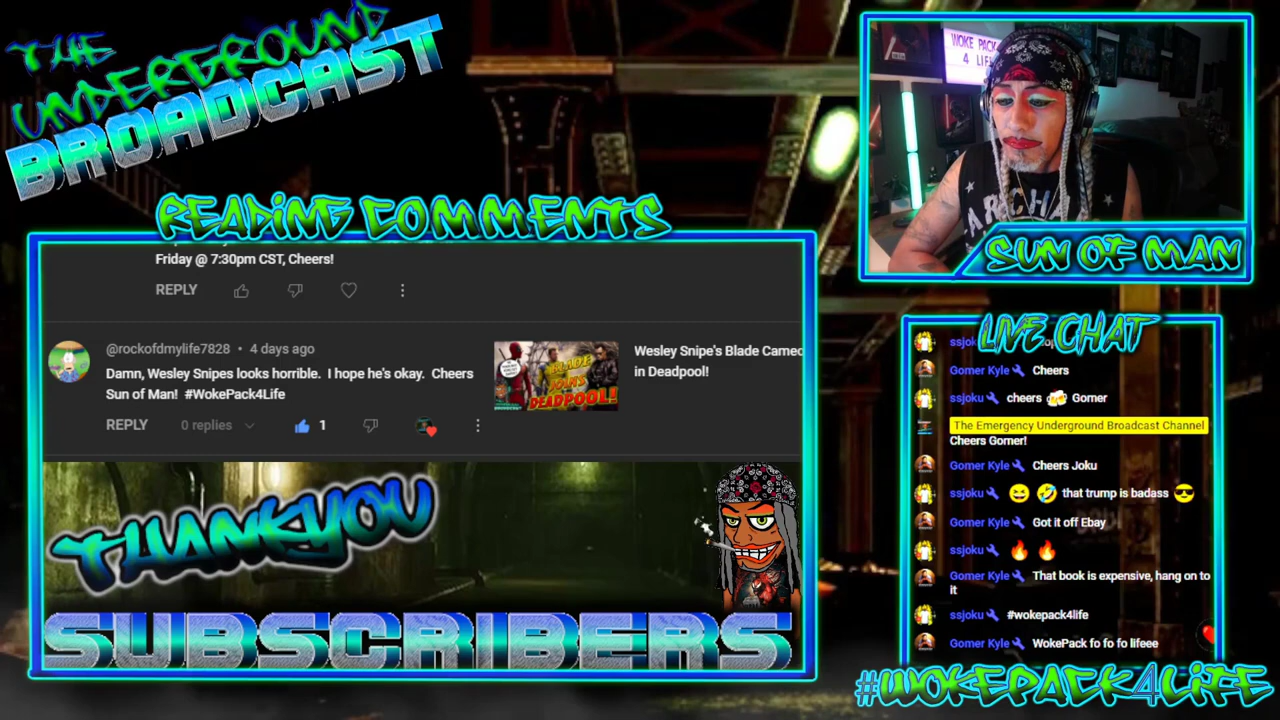 THE
UNDERGROUND
BROADCAST
WOKE PACK
4 LIFE
SUN OF MAN
READING COMMENTS
Friday @ 7:30pm CST, Cheers!
REPLY
@rockofdmylife7828 • 4 days ago
Damn, Wesley Snipes looks horrible. I hope he's okay. Cheers
Sun of Man! #WokePack4Life
REPLY 0 replies 1
BLADE
JOINS
DEADPOOL!
Wesley Snipe's Blade Cameo
in Deadpool!
THANKYOU
SUBSCRIBERS
LIVE CHAT
Gomer Kyle Cheers
ssjoku cheers 🍻 Gomer
The Emergency Underground Broadcast Channel
Cheers Gomer!
Gomer Kyle Cheers Joku
ssjoku 😆 🤣 that trump is badass 😎
Gomer Kyle Got it off Ebay
ssjoku 🔥 🔥
Gomer Kyle That book is expensive, hang on to
it
ssjoku #wokepack4life
Gomer Kyle WokePack fo fo fo lifeee
#WOKEPACK4LIFE